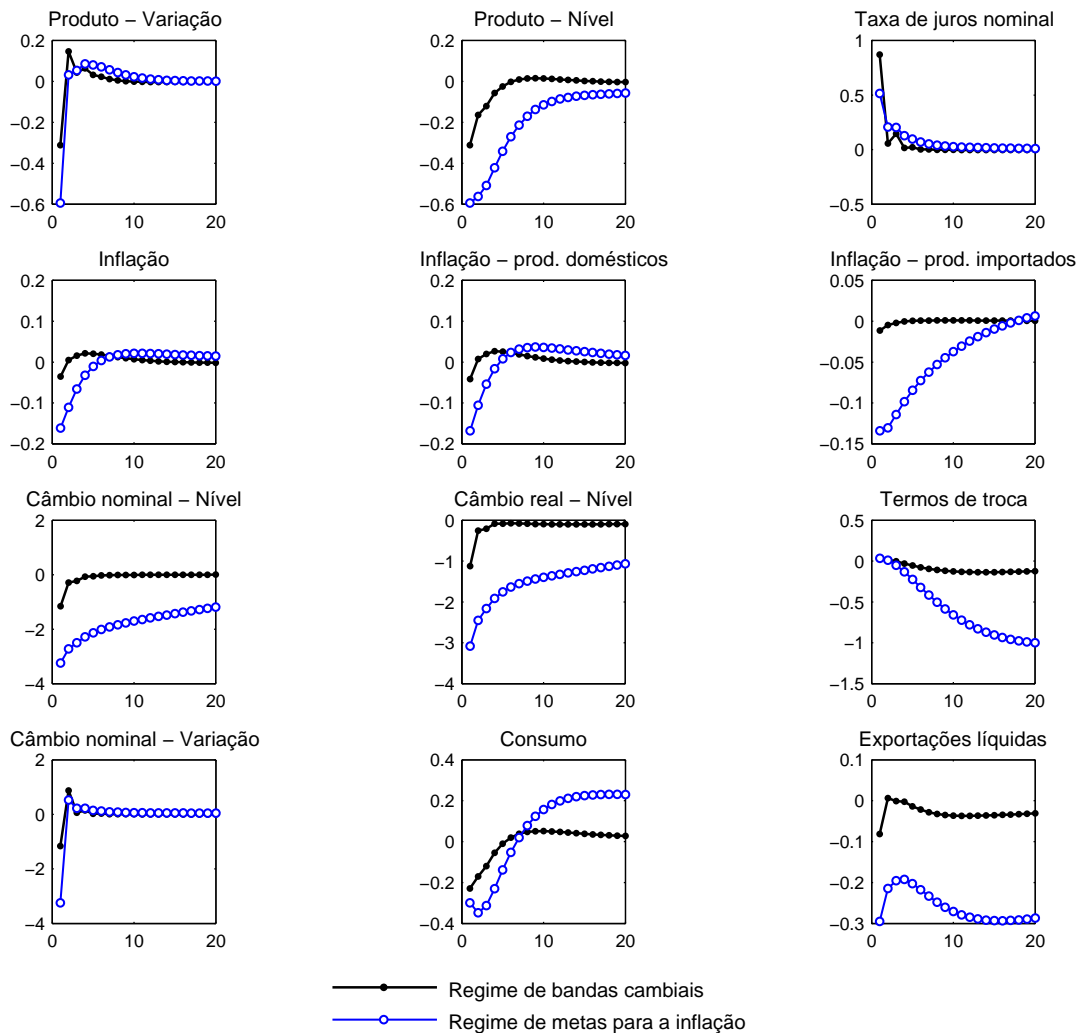 Produto − Variação
0.2
0
−0.2
−0.4
−0.6
0 10 20
Produto − Nível
0.2
0
−0.2
−0.4
−0.6
0 10 20
Taxa de juros nominal
1
0.5
0
−0.5
0 10 20
Inflação
0.2
0.1
0
−0.1
−0.2
0 10 20
Inflação − prod. domésticos
0.2
0.1
0
−0.1
−0.2
0 10 20
Inflação − prod. importados
0.05
0
−0.05
−0.1
−0.15
0 10 20
Câmbio nominal − Nível
2
0
−2
−4
0 10 20
Câmbio real − Nível
0
−1
−2
−3
−4
0 10 20
Termos de troca
0.5
0
−0.5
−1
−1.5
0 10 20
Câmbio nominal − Variação
2
0
−2
−4
0 10 20
Consumo
0.4
0.2
0
−0.2
−0.4
0 10 20
Exportações líquidas
0.1
0
−0.1
−0.2
−0.3
0 10 20
Regime de bandas cambiais
Regime de metas para a inflação